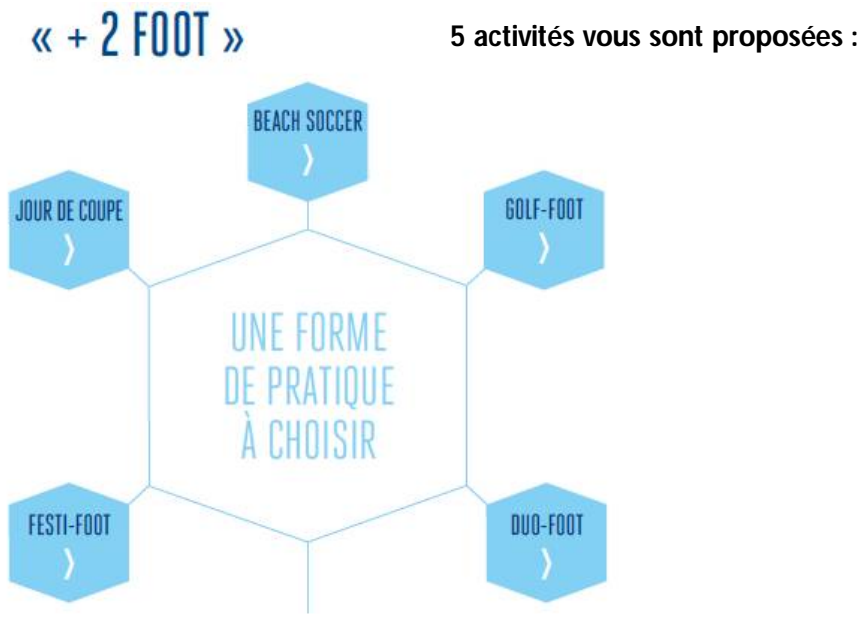 « + 2 FOOT »
5 activités vous sont proposées :
BEACH SOCCER
JOUR DE COUPE
GOLF-FOOT
UNE FORME
DE PRATIQUE
À CHOISIR
FESTI-FOOT
DUO-FOOT